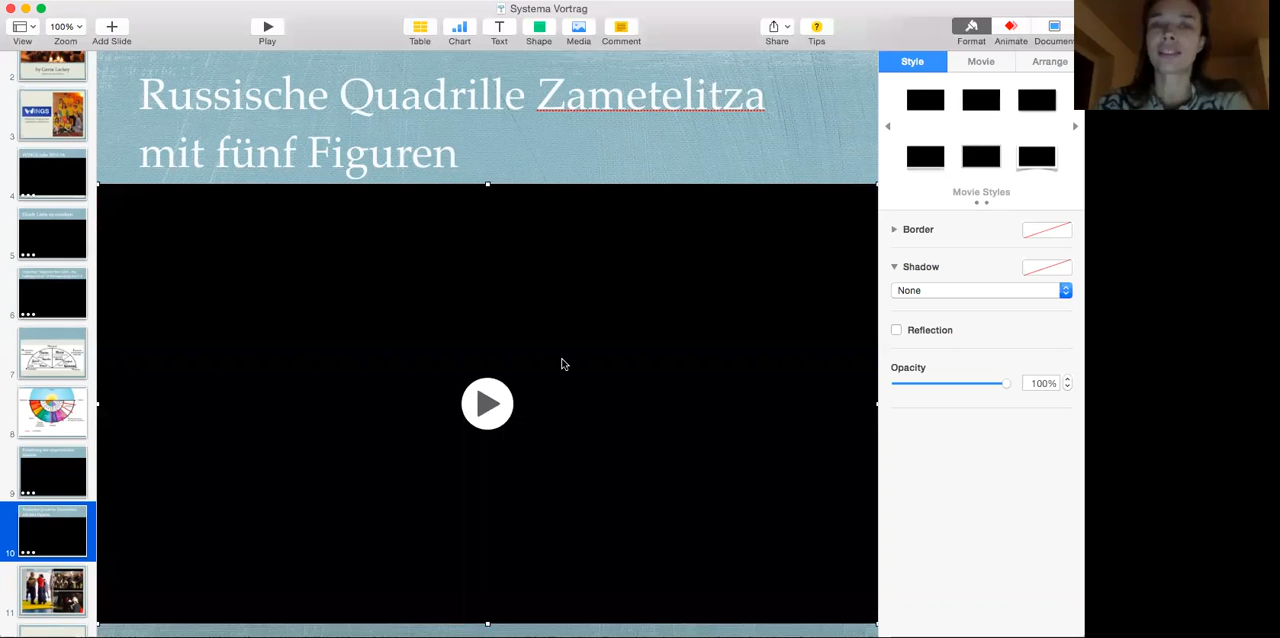 Systema Vortrag
View
100%
Zoom
Add Slide
Play
Table
Chart
Text
Shape
Media
Comment
Share
Tips
Format
Animate
Documen
Style
Movie
Arrange
Movie Styles
Border
Shadow
None
Reflection
Opacity
100%
Russische Quadrille Zametelitza
mit fünf Figuren
2
3
WINGS
4
5
6
7
8
9
10
11